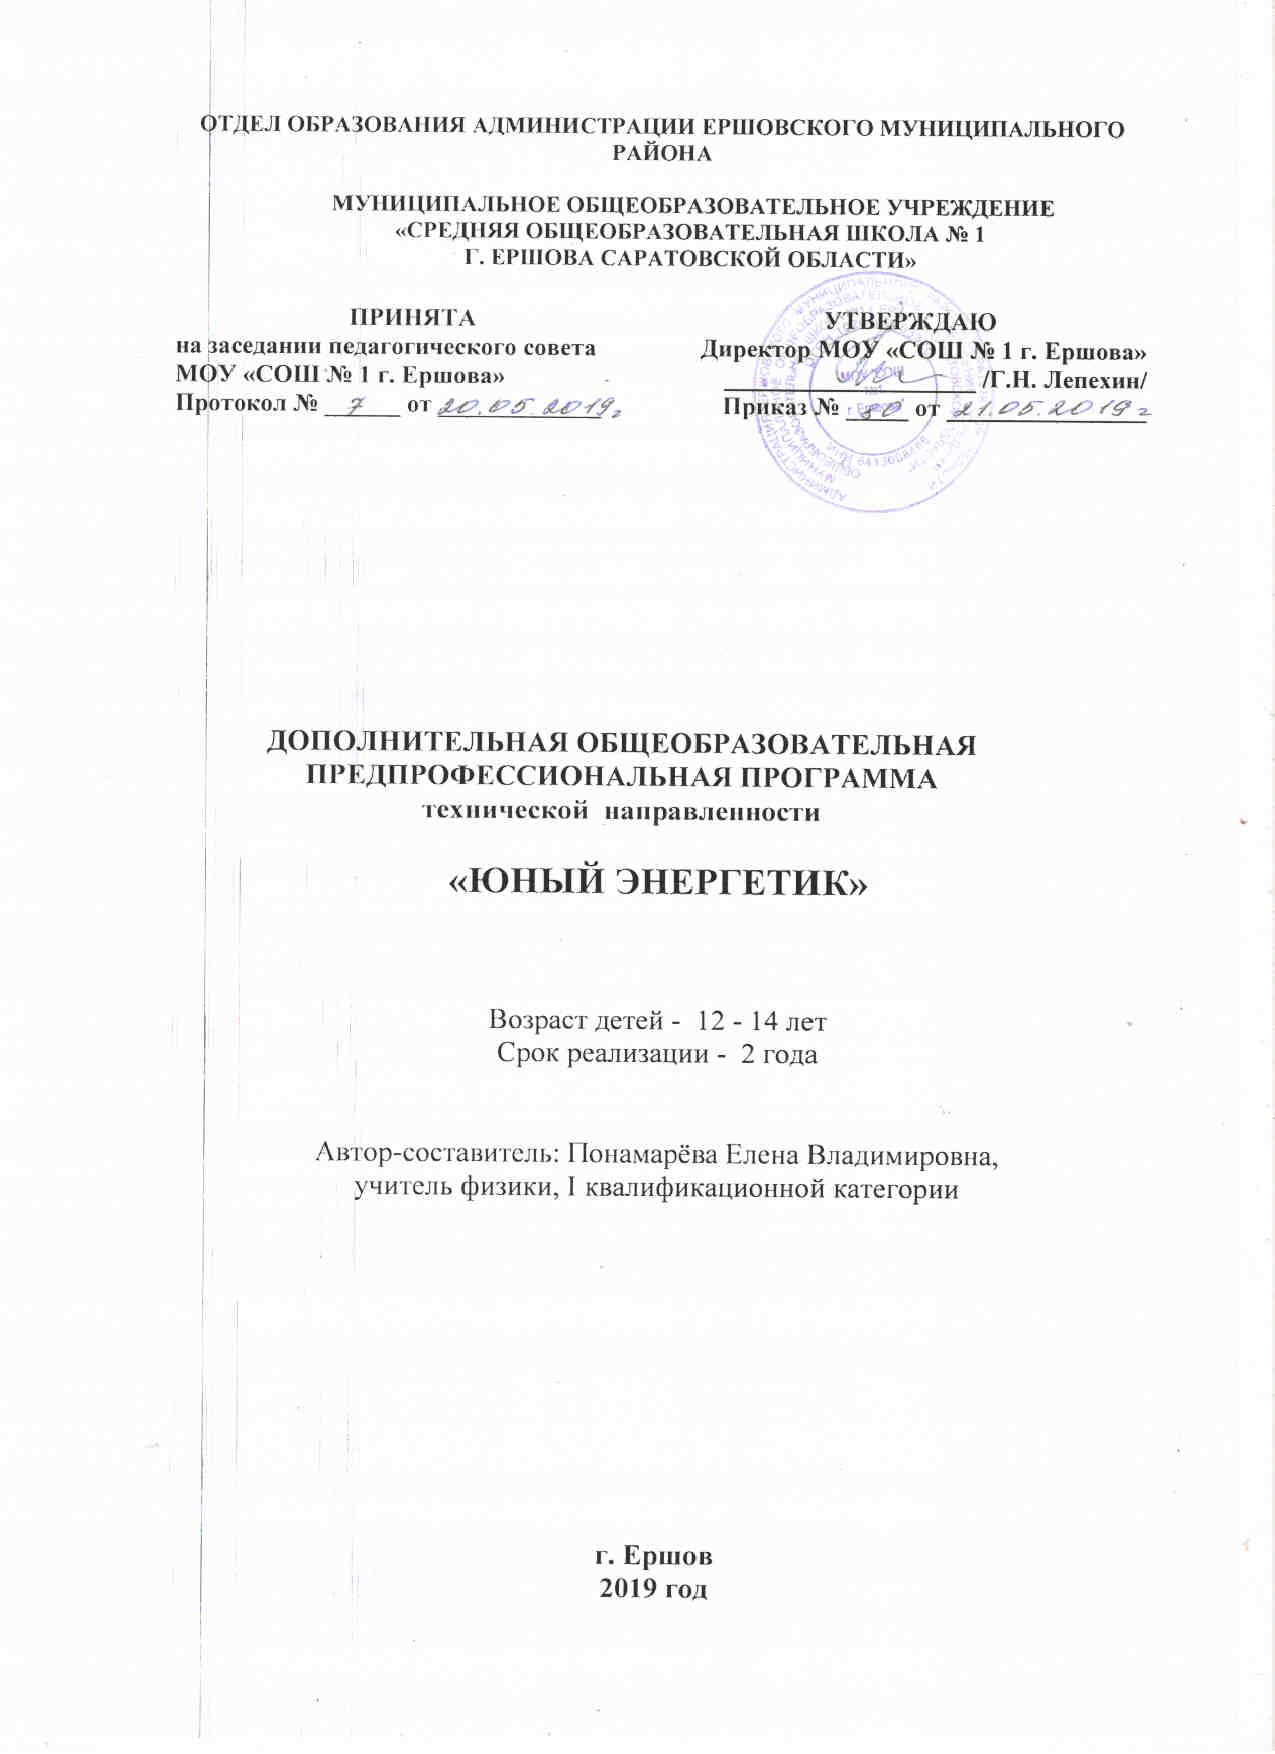 ОТДЕЛ ОБРАЗОВАНИЯ АДМИНИСТРАЦИИ ЕРШОВСКОГО МУНИЦИПАЛЬНОГО
РАЙОНА
МУНИЦИПАЛЬНОЕ ОБЩЕОБРАЗОВАТЕЛЬНОЕ УЧРЕЖДЕНИЕ
«СРЕДНЯЯ ОБЩЕОБРАЗОВАТЕЛЬНАЯ ШКОЛА № 1
Г. ЕРШОВА САРАТОВСКОЙ ОБЛАСТИ»
ПРИНЯТА
на заседании педагогического совета
МОУ «СОШ № 1 г. Ершова»
Протокол № 7 от 20.05.2019г
УТВЕРЖДАЮ
Директор МОУ «СОШ № 1 г. Ершова»
/Г.Н. Лепехин/
Приказ № 80 от 21.05.2019г
ДОПОЛНИТЕЛЬНАЯ ОБЩЕОБРАЗОВАТЕЛЬНАЯ
ПРЕДПРОФЕССИОНАЛЬНАЯ ПРОГРАММА
технической направленности
«ЮНЫЙ ЭНЕРГЕТИК»
Возраст детей - 12 - 14 лет
Срок реализации - 2 года
Автор-составитель: Понамарёва Елена Владимировна,
учитель физики, I квалификационной категории
г. Ершов
2019 год